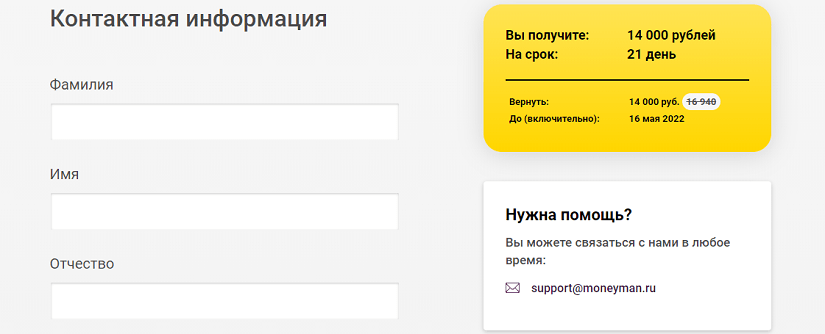 Контактная информация
Фамилия
Имя
Отчество
Вы получите: 14 000 рублей
На срок: 21 день
Вернуть: 14 000 руб. 16 940
До (включительно): 16 мая 2022
Нужна помощь?
Вы можете связаться с нами в любое
время:
support@moneyman.ru